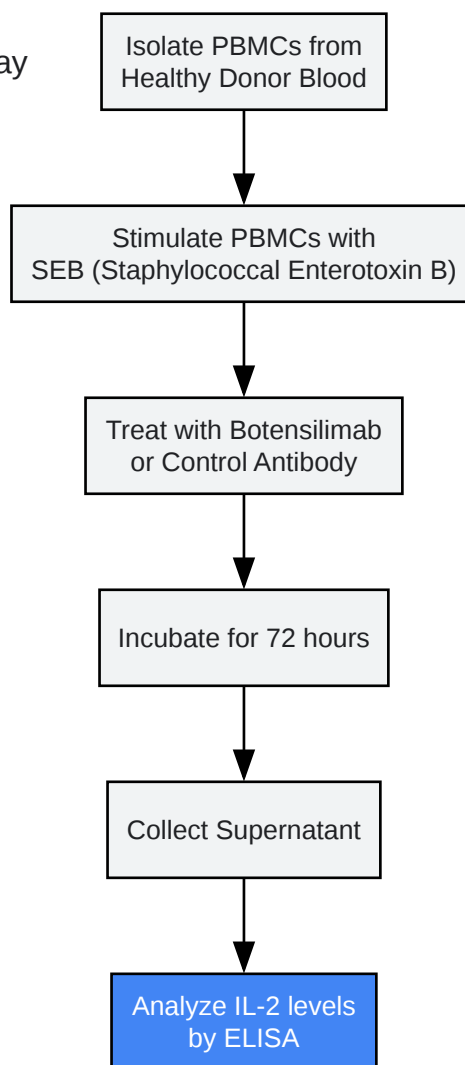 ay
Isolate PBMCs from
Healthy Donor Blood
Stimulate PBMCs with
SEB (Staphylococcal Enterotoxin B)
Treat with Botensilimab
or Control Antibody
Incubate for 72 hours
Collect Supernatant
Analyze IL-2 levels
by ELISA